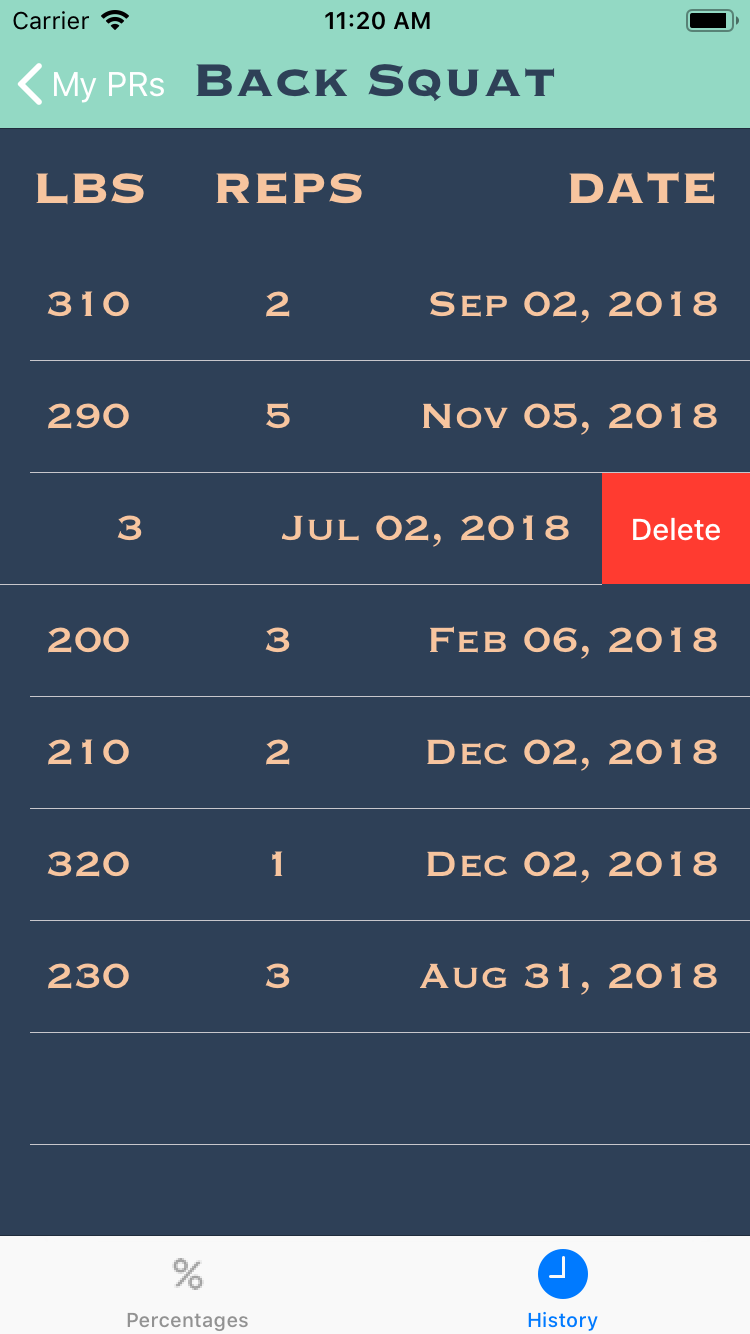 Carrier 11:20 AM
My PRs Back Squat
LBS REPS DATE
310 2 Sep 02, 2018
290 5 Nov 05, 2018
3 Jul 02, 2018 Delete
200 3 Feb 06, 2018
210 2 Dec 02, 2018
320 1 Dec 02, 2018
230 3 Aug 31, 2018
% 
Percentages History